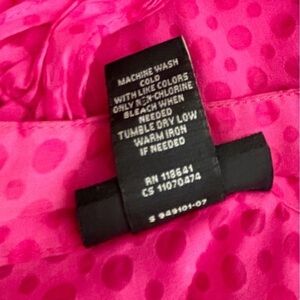 MACHINE WASH
COLD
WITH LIKE COLORS
ONLY NON-CHLORINE
BLEACH WHEN
NEEDED
TUMBLE DRY LOW
WARM IRON
IF NEEDED
RN 118641
CS 11070474
S 949101-07